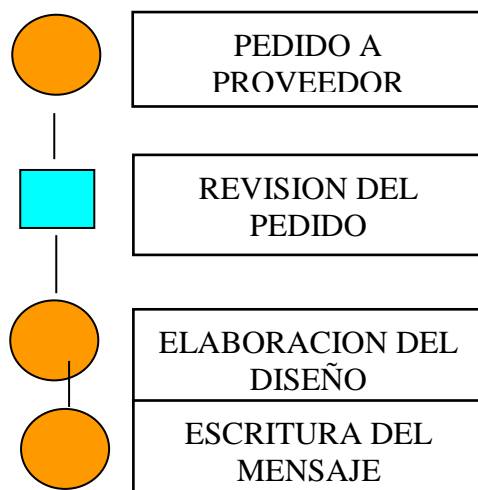 PEDIDO A
PROVEEDOR
REVISION DEL
PEDIDO
ELABORACION DEL
DISEÑO
ESCRITURA DEL
MENSAJE